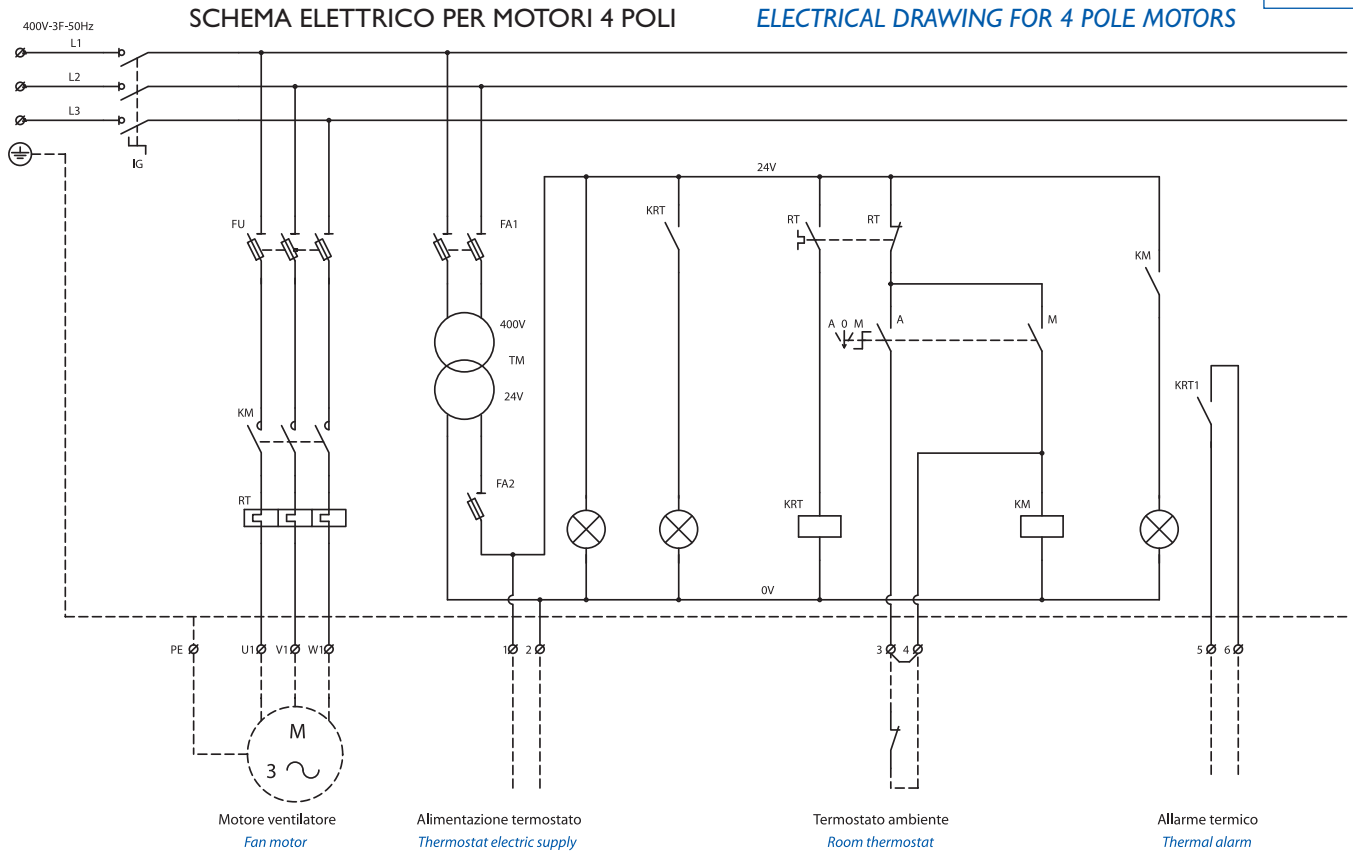 SCHEMA ELETTRICO PER MOTORI 4 POLI
ELECTRICAL DRAWING FOR 4 POLE MOTORS
400V-3F-50Hz
L1
L2
L3
IG
24V
FU
FA1
KRT
RT
RT
KM
400V
TM
24V
A 0 M
A
M
KRT1
KM
RT
FA2
KRT
KM
0V
PE
U1
V1
W1
1
2
3
4
5
6
M
3
Motore ventilatore
Fan motor
Alimentazione termostato
Thermostat electric supply
Termostato ambiente
Room thermostat
Allarme termico
Thermal alarm